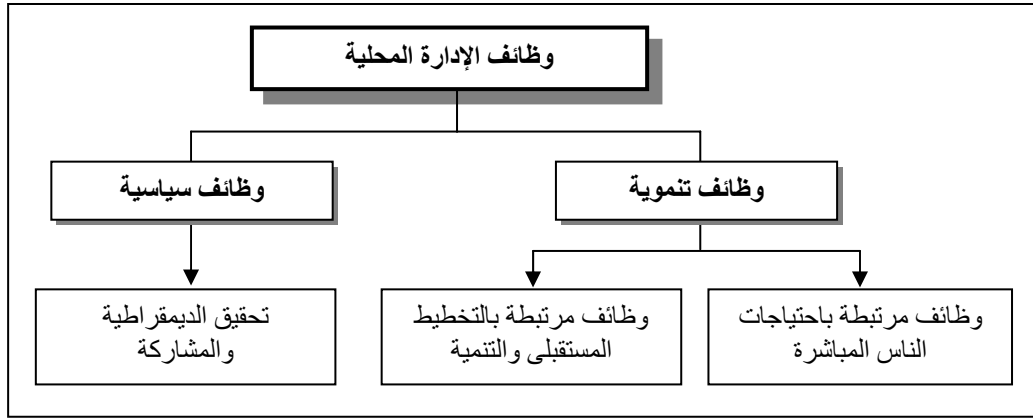 وظائف الإدارة المحلية
وظائف تنموية
وظائف سياسية
وظائف مرتبطة باحتياجات
الناس المباشرة
وظائف مرتبطة بالتخطيط
المستقبلى والتنمية
تحقيق الديمقراطية
والمشاركة